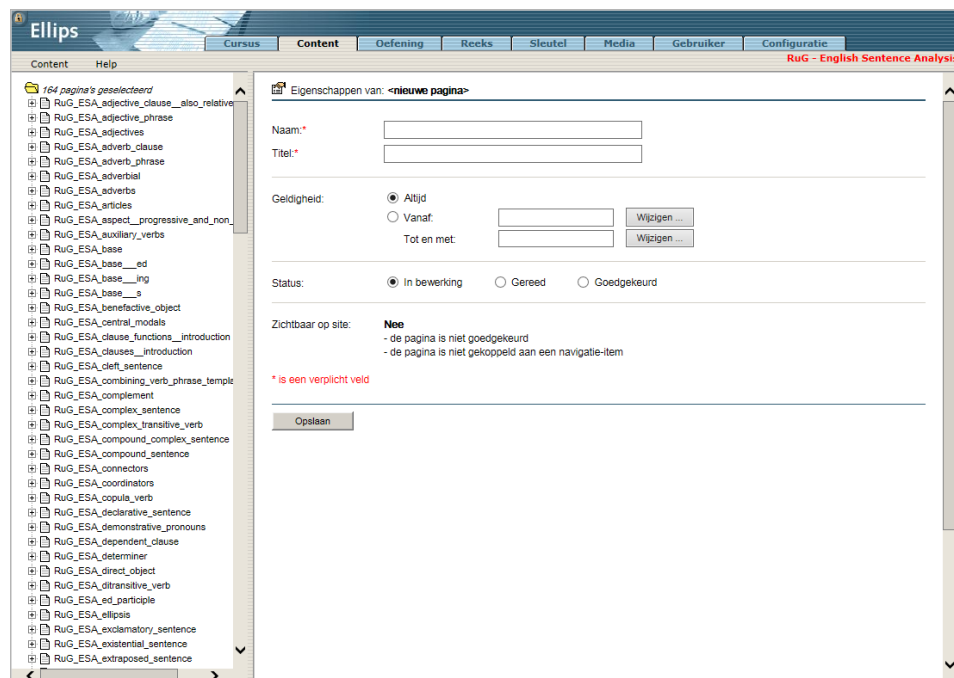 Ellips
Cursus Content Oefening Reeks Sleutel Media Gebruiker Configuratie
Content Help
RuG - English Sentence Analysis
164 pagina's geselecteerd
RuG_ESA_adjective_clause__also_relative
RuG_ESA_adjective_phrase
RuG_ESA_adjectives
RuG_ESA_adverb_clause
RuG_ESA_adverb_phrase
RuG_ESA_adverbial
RuG_ESA_adverbs
RuG_ESA_articles
RuG_ESA_aspect__progressive_and_non_
RuG_ESA_auxiliary_verbs
RuG_ESA_base
RuG_ESA_base___ed
RuG_ESA_base___ing
RuG_ESA_base___s
RuG_ESA_benefactive_object
RuG_ESA_central_modals
RuG_ESA_clause_functions__introduction
RuG_ESA_clauses__introduction
RuG_ESA_cleft_sentence
RuG_ESA_combining_verb_phrase_templa
RuG_ESA_complement
RuG_ESA_complex_sentence
RuG_ESA_complex_transitive_verb
RuG_ESA_compound_complex_sentence
RuG_ESA_compound_sentence
RuG_ESA_connectors
RuG_ESA_coordinators
RuG_ESA_copula_verb
RuG_ESA_declarative_sentence
RuG_ESA_demonstrative_pronouns
RuG_ESA_dependent_clause
RuG_ESA_determiner
RuG_ESA_direct_object
RuG_ESA_ditransitive_verb
RuG_ESA_ed_participle
RuG_ESA_ellipsis
RuG_ESA_exclamatory_sentence
RuG_ESA_existential_sentence
RuG_ESA_extraposed_sentence
Eigenschappen van: <nieuwe pagina>
Naam:*
Titel:*
Geldigheid: Altijd
Vanaf: Wijzigen ...
Tot en met: Wijzigen ...
Status: In bewerking Gereed Goedgekeurd
Zichtbaar op site: Nee
- de pagina is niet goedgekeurd
- de pagina is niet gekoppeld aan een navigatie-item
* is een verplicht veld
Opslaan